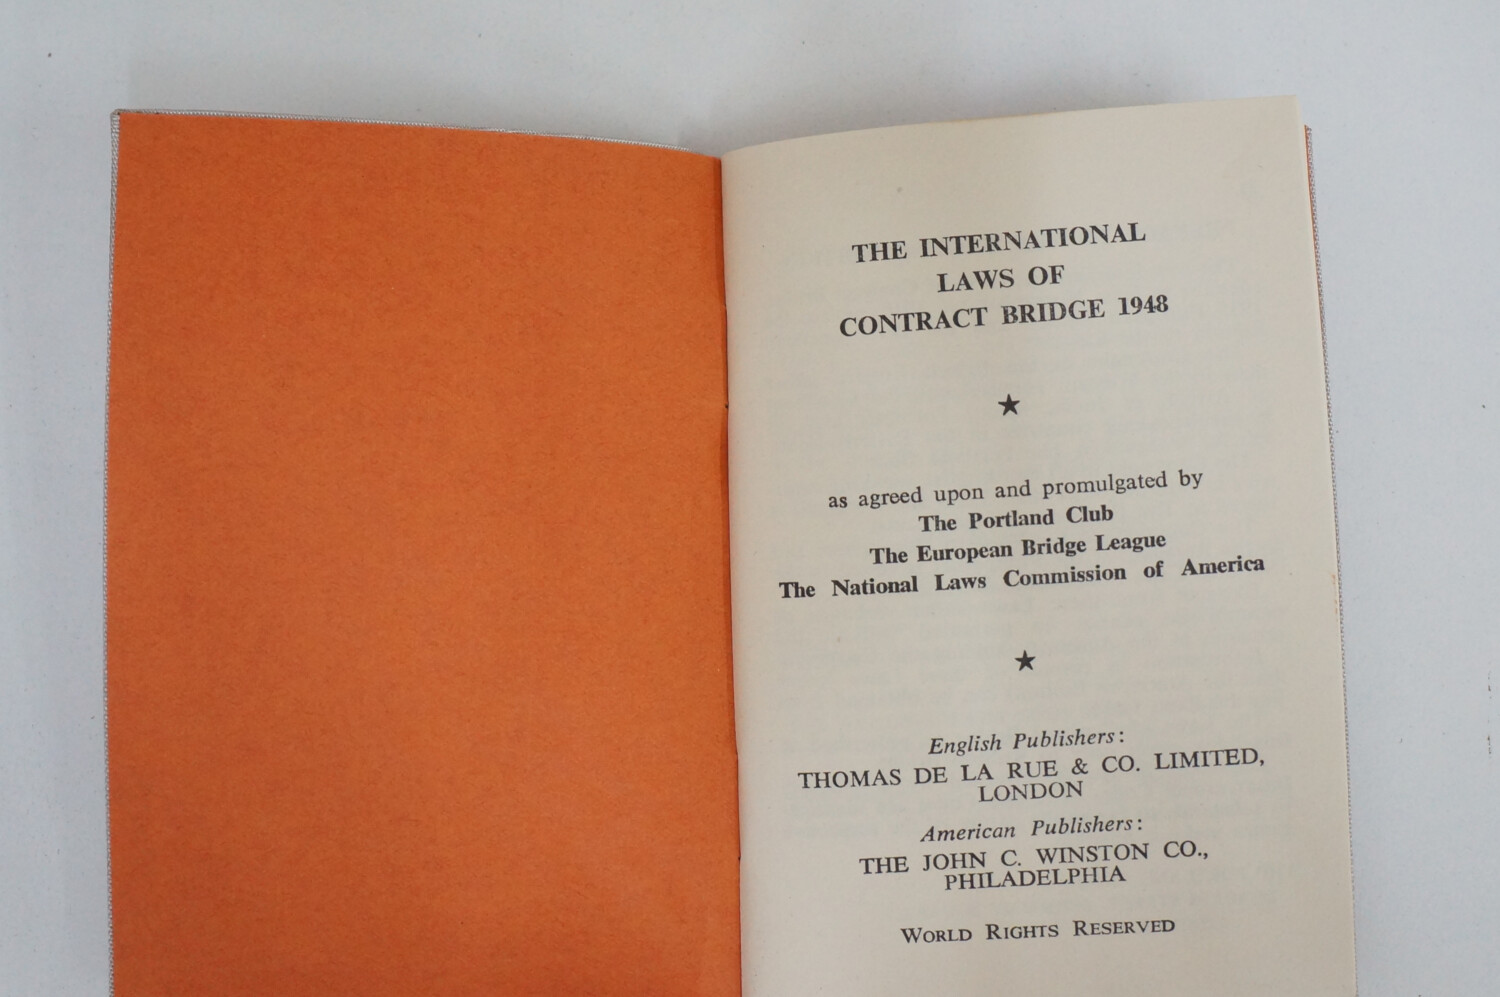 THE INTERNATIONAL
LAWS OF
CONTRACT BRIDGE 1948
★
as agreed upon and promulgated by
The Portland Club
The European Bridge League
The National Laws Commission of America
★
English Publishers:
THOMAS DE LA RUE & CO. LIMITED,
LONDON
American Publishers:
THE JOHN C. WINSTON CO.,
PHILADELPHIA
WORLD RIGHTS RESERVED